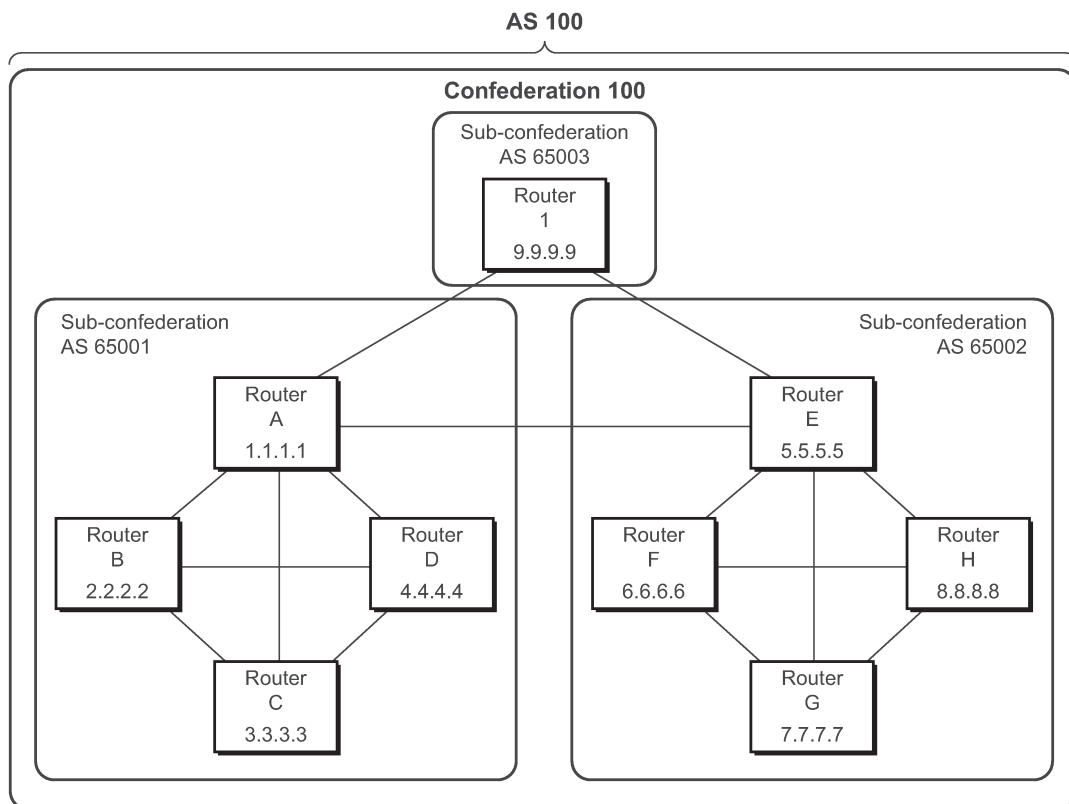 AS 100
Confederation 100
Sub-confederation
AS 65003
Router
1
9.9.9.9
Sub-confederation
AS 65001
Router
A
1.1.1.1
Router
B
2.2.2.2
Router
D
4.4.4.4
Router
C
3.3.3.3
Sub-confederation
AS 65002
Router
E
5.5.5.5
Router
F
6.6.6.6
Router
H
8.8.8.8
Router
G
7.7.7.7